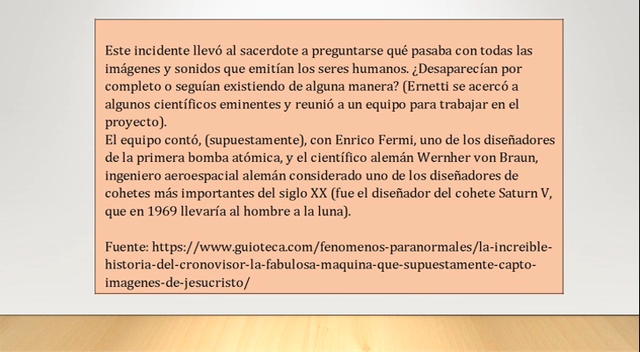 Este incidente llevó al sacerdote a preguntarse qué pasaba con todas las
imágenes y sonidos que emitían los seres humanos. ¿Desaparecían por
completo o seguían existiendo de alguna manera? (Ernetti se acercó a
algunos científicos eminentes y reunió a un equipo para trabajar en el
proyecto).
El equipo contó, (supuestamente), con Enrico Fermi, uno de los diseñadores
de la primera bomba atómica, y el científico alemán Wernher von Braun,
ingeniero aeroespacial alemán considerado uno de los diseñadores de
cohetes más importantes del siglo XX (fue el diseñador del cohete Saturn V,
que en 1969 llevaría al hombre a la luna).
Fuente: https://www.guioteca.com/fenomenos-paranormales/la-increible-
historia-del-cronovisor-la-fabulosa-maquina-que-supuestamente-capto-
imagenes-de-jesucristo/